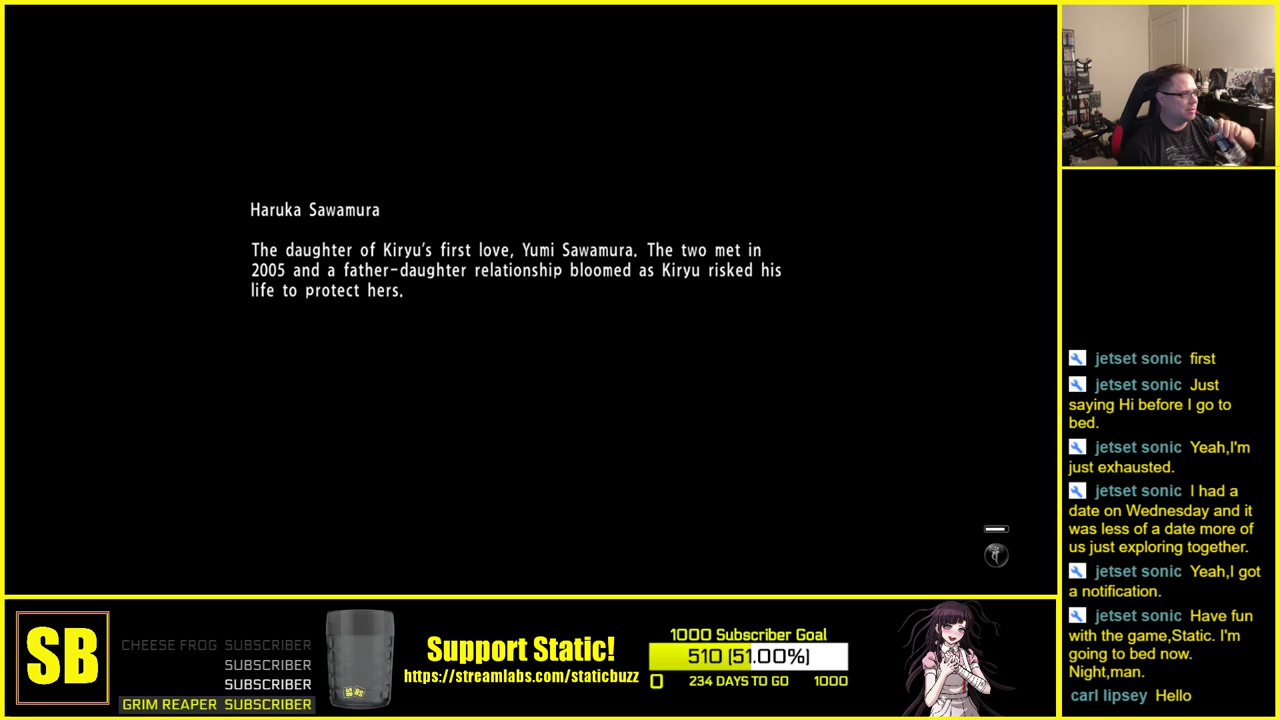 Haruka Sawamura
The daughter of Kiryu's first love, Yumi Sawamura. The two met in
2005 and a father-daughter relationship bloomed as Kiryu risked his
life to protect hers.
jetset sonic first
jetset sonic Just
saying Hi before I go to
bed.
jetset sonic Yeah,I'm
just exhausted.
jetset sonic I had a
date on Wednesday and it
was less of a date more of
us just exploring together.
jetset sonic Yeah,I got
a notification.
jetset sonic Have fun
with the game,Static. I'm
going to bed now.
Night,man.
carl lipsey Hello
SB
CHEESE FROG SUBSCRIBER
SUBSCRIBER
SUBSCRIBER
GRIM REAPER SUBSCRIBER
Support Static!
https://streamlabs.com/staticbuzz
1000 Subscriber Goal
510 (51.00%)
0 234 DAYS TO GO 1000